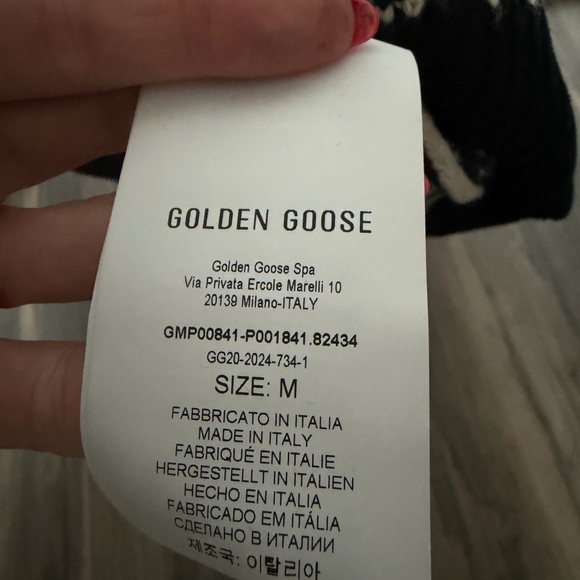 GOLDEN GOOSE
Golden Goose Spa
Via Privata Ercole Marelli 10
20139 Milano-ITALY
GMP00841-P001841.82434
GG20-2024-734-1
SIZE: M
FABBRICATO IN ITALIA
MADE IN ITALY
FABRIQUÉ EN ITALIE
HERGESTELLT IN ITALIEN
HECHO EN ITALIA
FABRICADO EM ITÁLIA
СДЕЛАНО В ИТАЛИИ
제조국: 이탈리아